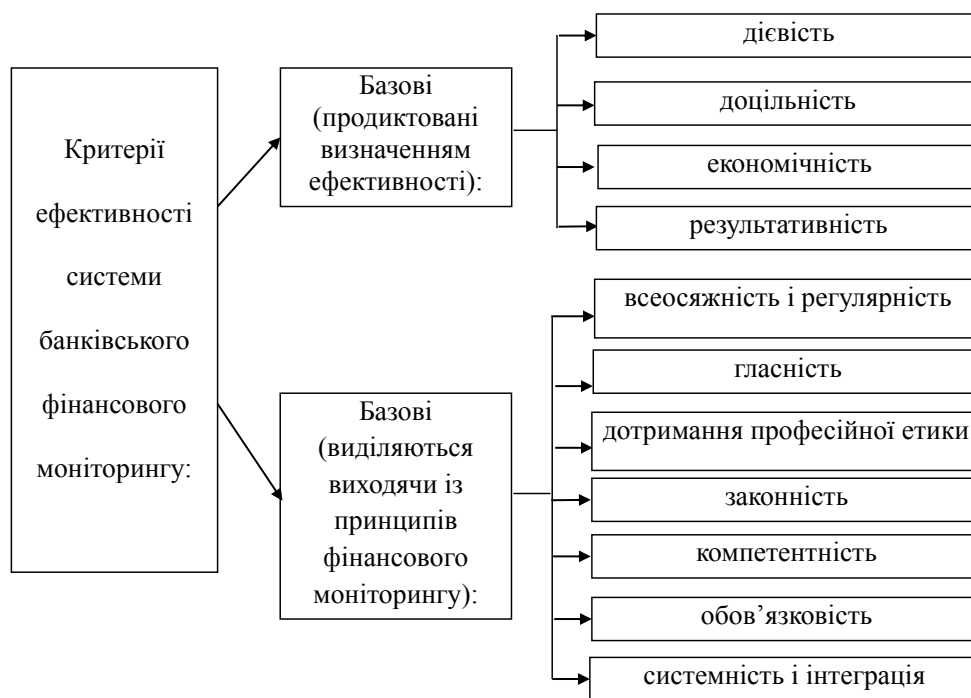 Критерії
ефективності
системи
банківського
фінансового
моніторингу:
Базові
(продиктовані
визначенням
ефективності):
дієвість
доцільність
економічність
результативність
Базові
(виділяються
виходячи із
принципів
фінансового
моніторингу):
всеосяжність і регулярність
гласність
дотримання професійної етики
законність
компетентність
обов’язковість
системність і інтеграція